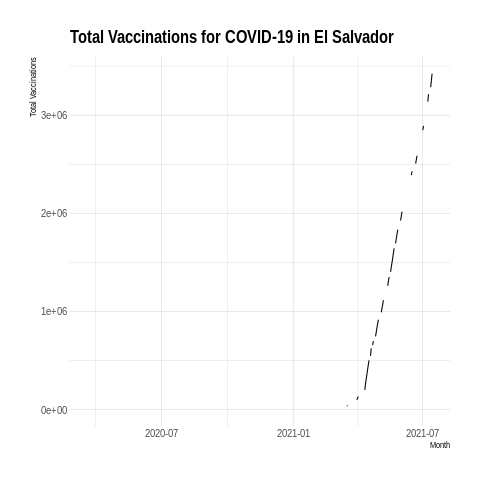 Total Vaccinations for COVID-19 in El Salvador
Total Vaccinations
3e+06
2e+06
1e+06
0e+00
2020-07 2021-01 2021-07
Month